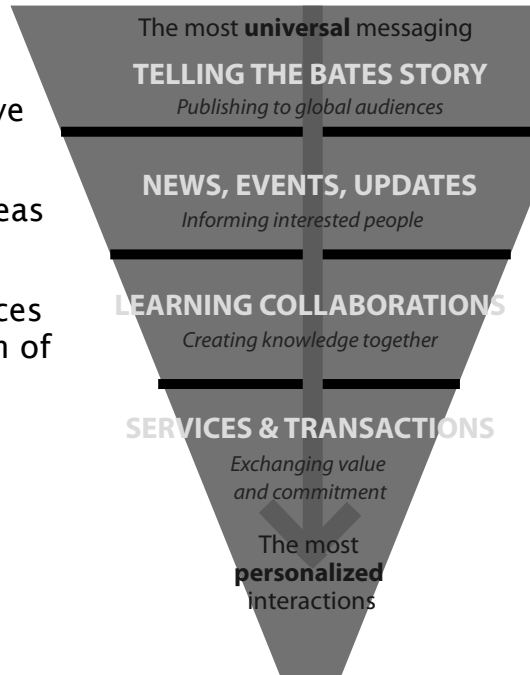 The most universal messaging
TELLING THE BATES STORY
Publishing to global audiences
NEWS, EVENTS, UPDATES
Informing interested people
LEARNING COLLABORATIONS
Creating knowledge together
SERVICES & TRANSACTIONS
Exchanging value
and commitment
The most
personalized
interactions
of